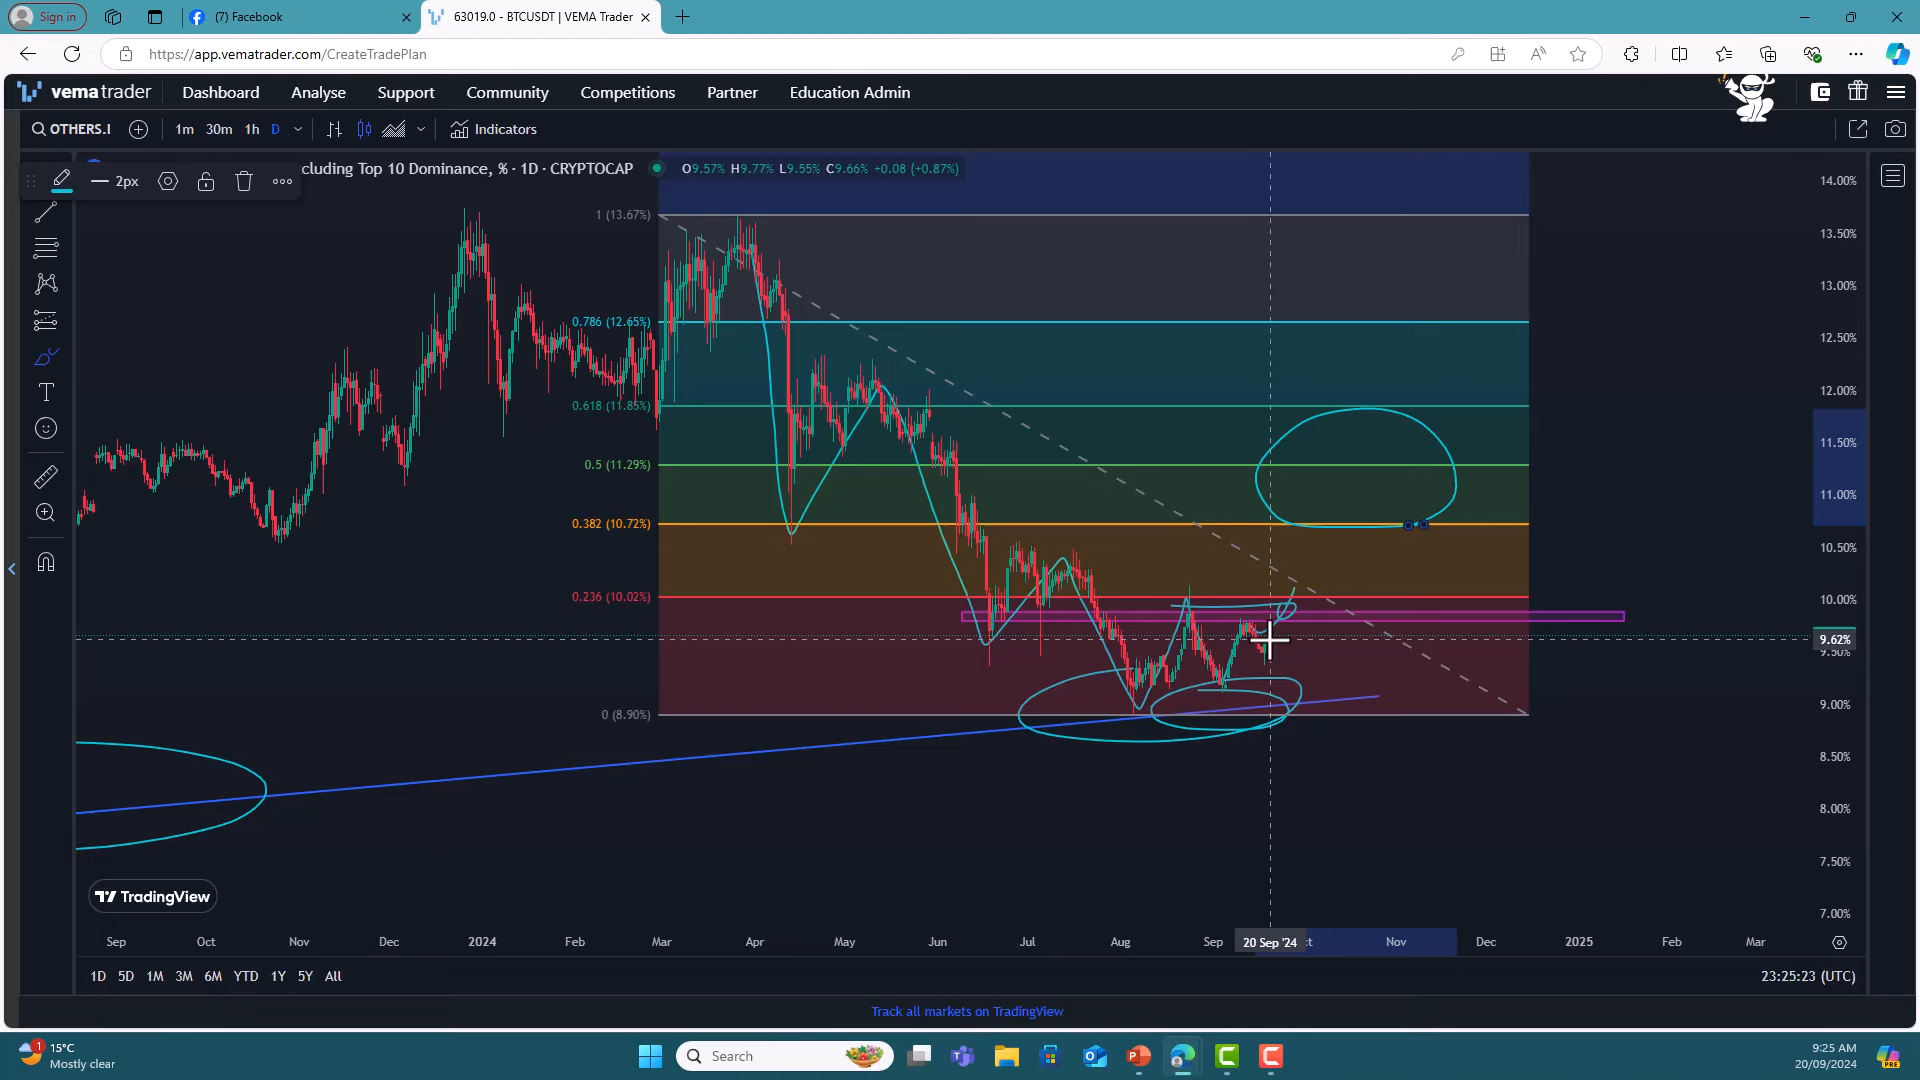 Sign in
(7) Facebook
63019.0 - BTCUSDT | VEMA Trader
https://app.vematrader.com/CreateTradePlan
vema trader
Dashboard
Analyse
Support
Community
Competitions
Partner
Education Admin
OTHERS.I
1m 30m 1h D
Indicators
2px
cluding Top 10 Dominance, % · 1D · CRYPTOCAP
O9.57% H9.77% L9.55% C9.66% +0.08 (+0.87%)
1 (13.67%)
0.786 (12.65%)
0.618 (11.85%)
0.5 (11.29%)
0.382 (10.72%)
0.236 (10.02%)
0 (8.90%)
14.00%
13.50%
13.00%
12.50%
12.00%
11.50%
11.00%
10.50%
10.00%
9.62%
9.50%
9.00%
8.50%
8.00%
7.50%
7.00%
TradingView
Sep Oct Nov Dec 2024 Feb Mar Apr May Jun Jul Aug Sep 20 Sep '24 ct Nov Dec 2025 Feb Mar
1D 5D 1M 3M 6M YTD 1Y 5Y All
23:25:23 (UTC)
Track all markets on TradingView
1
15°C
Mostly clear
Search
9:25 AM
20/09/2024
PRE